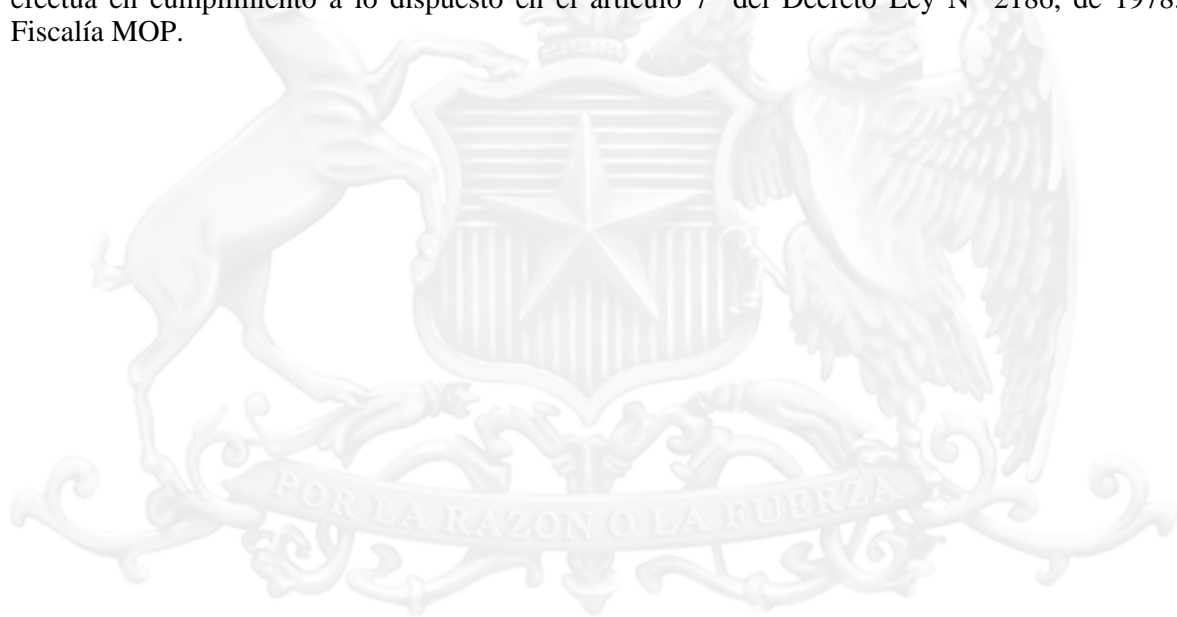 efectúa en cumplimiento a lo dispuesto en el artículo 7° del Decreto Ley N° 2186, de 1978.
Fiscalía MOP.
POR LA RAZON O LA FUERZA